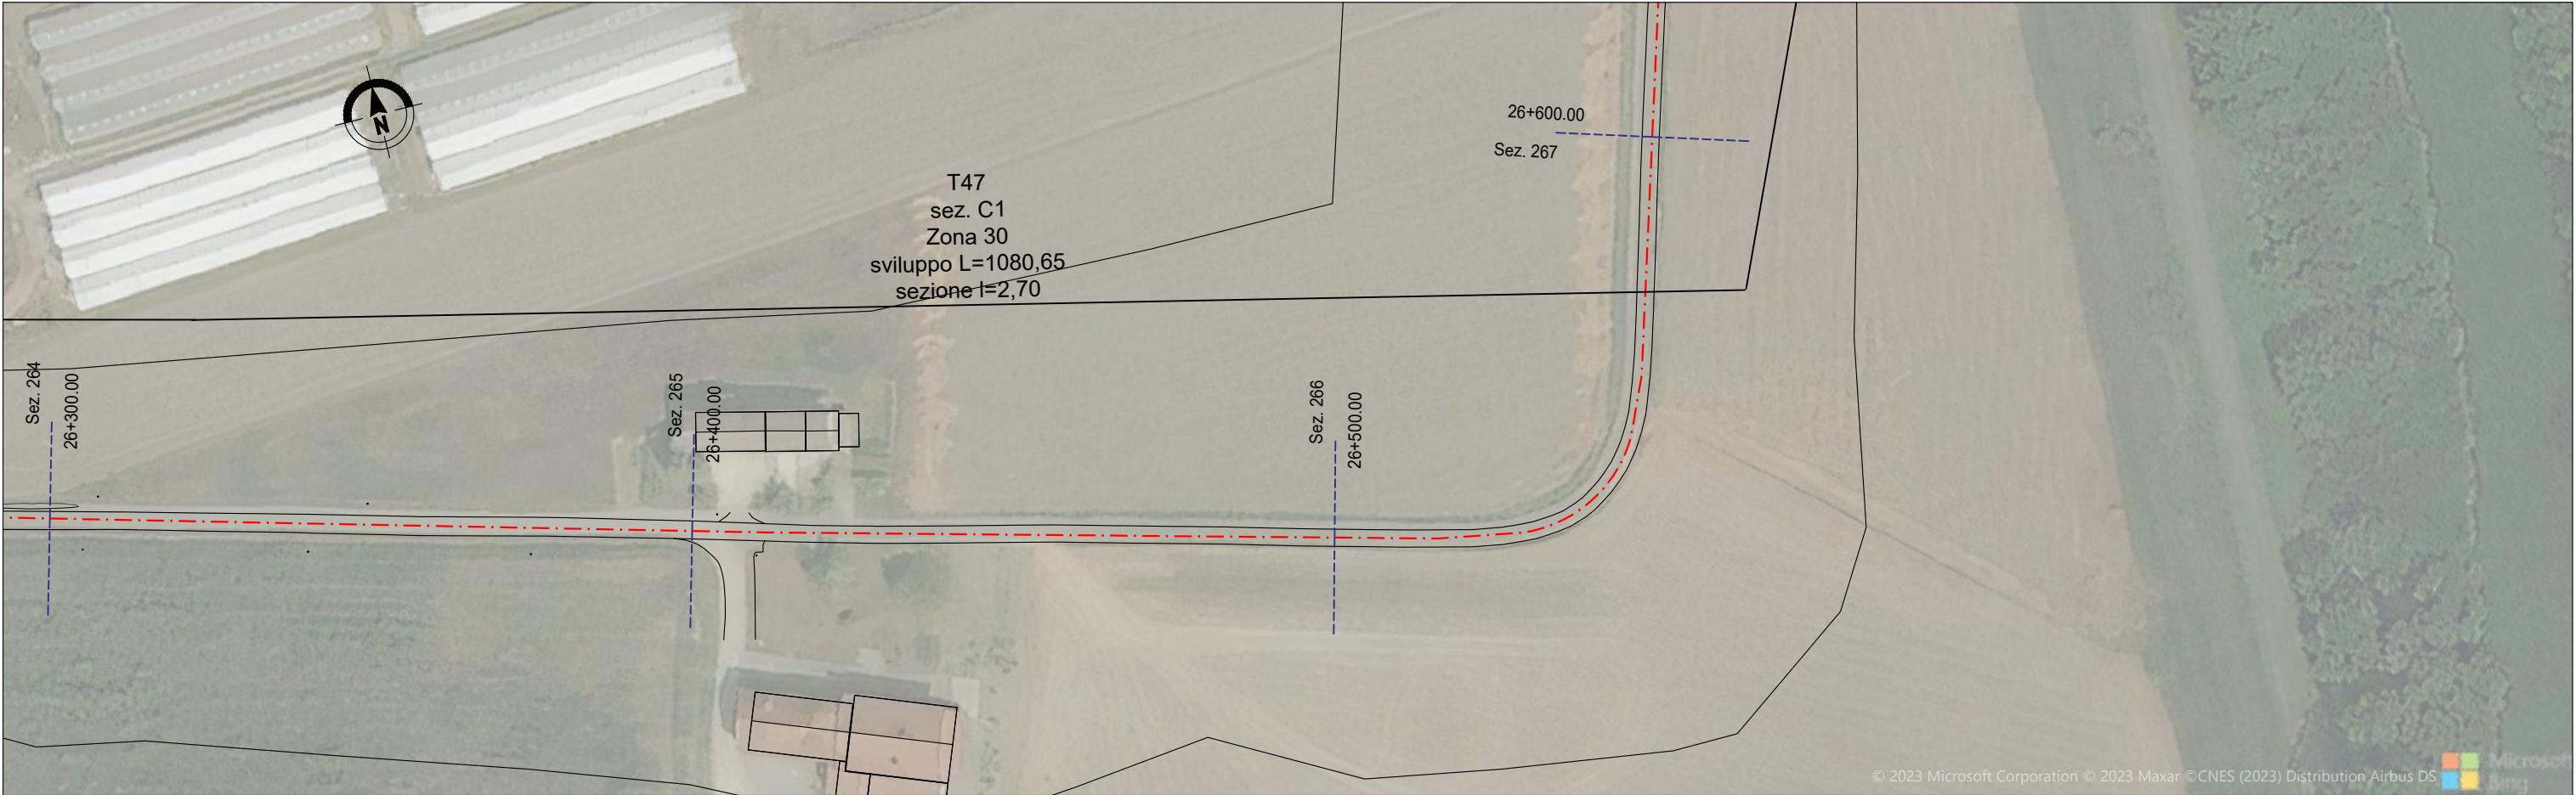 N
26+600.00
Sez. 267
T47
sez. C1
Zona 30
sviluppo L=1080,65
sezione l=2,70
Sez. 264
26+300.00
Sez. 265
26+400.00
Sez. 266
26+500.00
© 2023 Microsoft Corporation © 2023 Maxar ©CNES (2023) Distribution Airbus DS
Microsoft
Bing